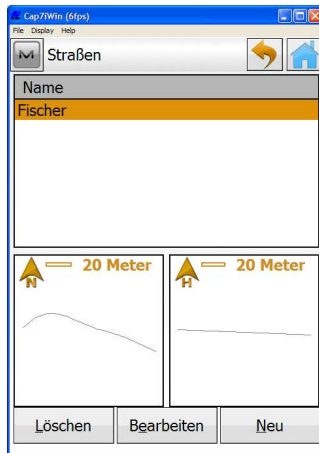 Cap7iWin (6fps)
File Display Help
M Straßen
Name
Fischer
N 20 Meter
H 20 Meter
Löschen Bearbeiten Neu